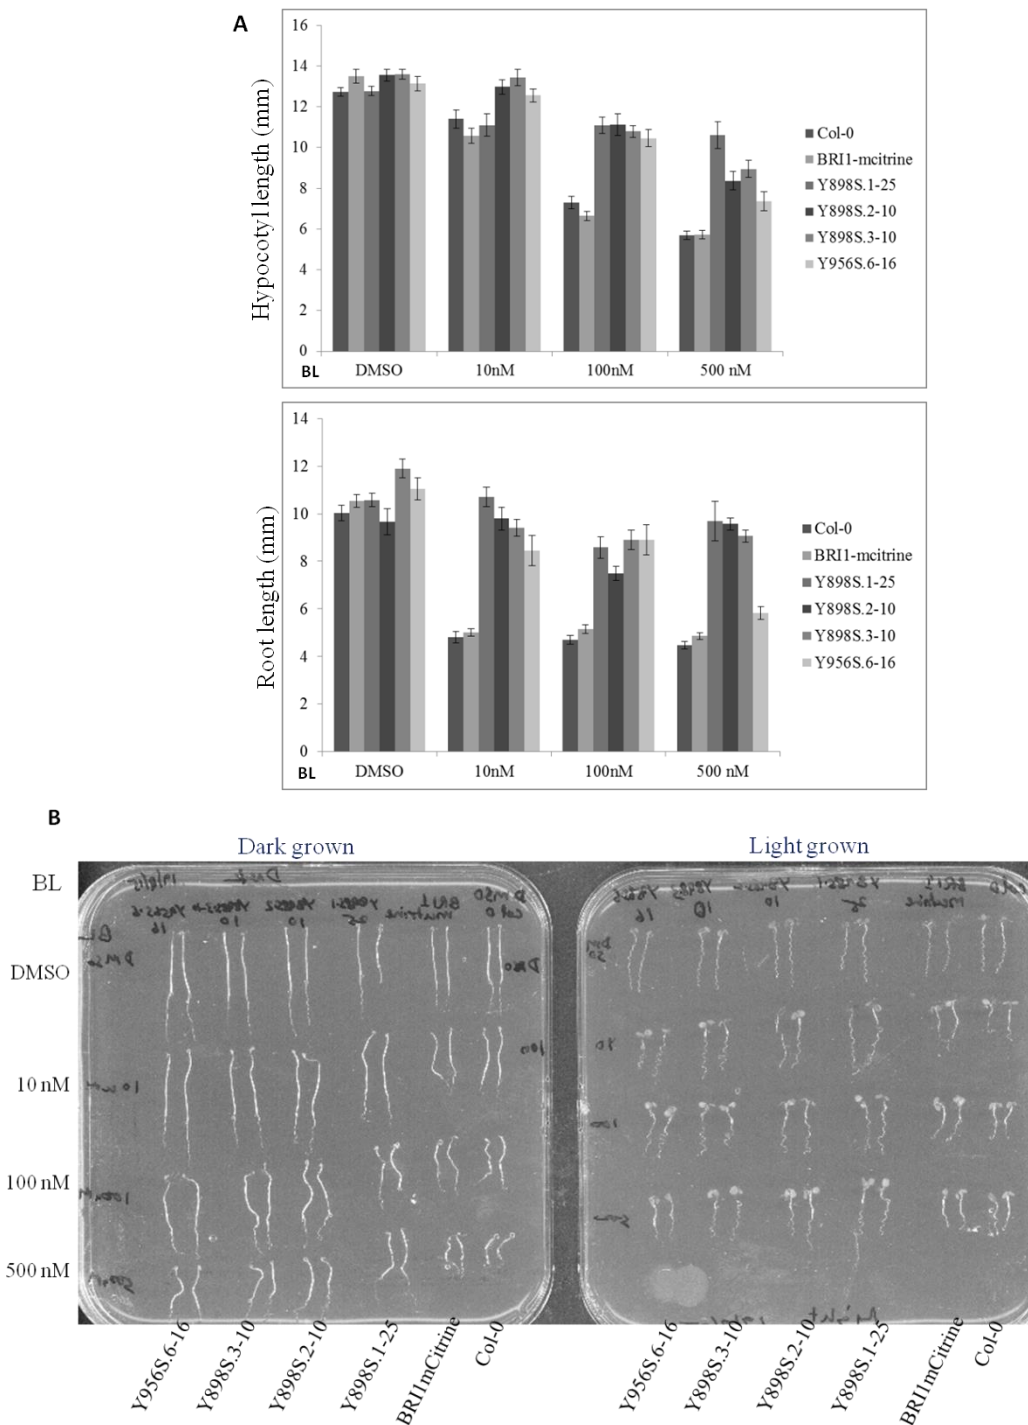 A
Hypocotyl length (mm)
16
14
12
10
8
6
4
2
0
BL
DMSO
10nM
100nM
500 nM
Col-0
BRI1-mcitrine
Y898S.1-25
Y898S.2-10
Y898S.3-10
Y956S.6-16
Root length (mm)
14
12
10
8
6
4
2
0
BL
DMSO
10nM
100nM
500 nM
Col-0
BRI1-mcitrine
Y898S.1-25
Y898S.2-10
Y898S.3-10
Y956S.6-16
B
Dark grown
Light grown
BL
DMSO
10 nM
100 nM
500 nM
Y956S.6-16
Y898S.3-10
Y898S.2-10
Y898S.1-25
BRI1mCitrine
Col-0
Y956S.6-16
Y898S.3-10
Y898S.2-10
Y898S.1-25
BRI1mCitrine
Col-0